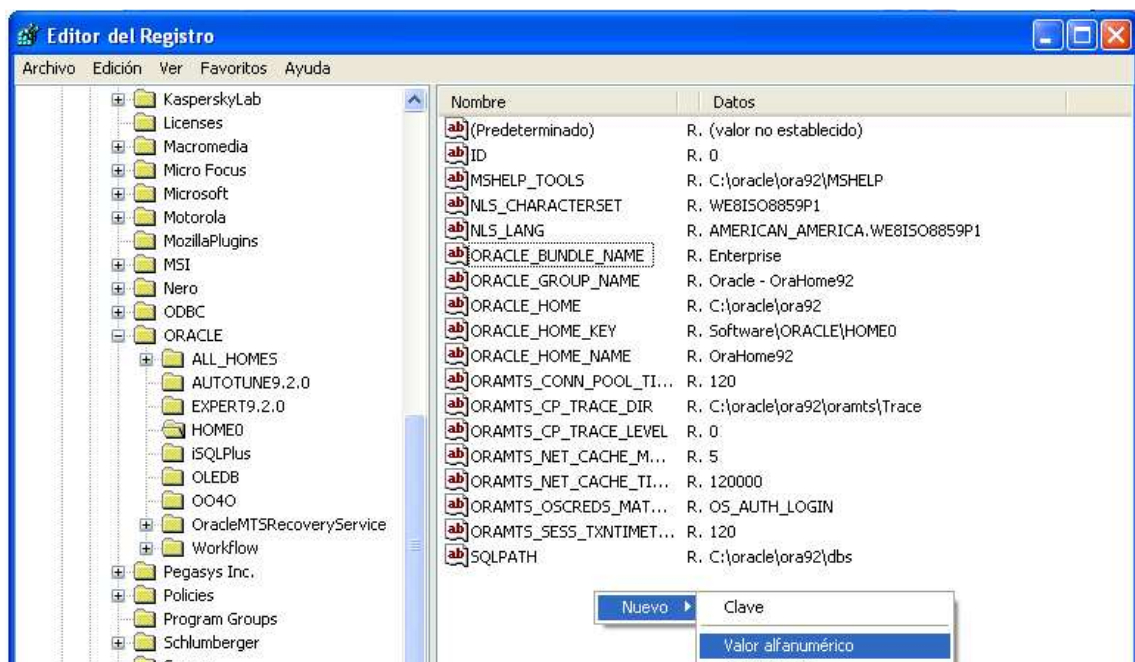 Editor del Registro
Archivo Edición Ver Favoritos Ayuda
KasperskyLab
Licenses
Macromedia
Micro Focus
Microsoft
Motorola
MozillaPlugins
MSI
Nero
ODBC
ORACLE
ALL_HOMES
AUTOTUNE9.2.0
EXPERT9.2.0
HOME0
iSQLPlus
OLEDB
OO4O
OracleMTSRecoveryService
Workflow
Pegasys Inc.
Policies
Program Groups
Schlumberger
Nombre Datos
(Predeterminado) R. (valor no establecido)
ID R. 0
MSHELP_TOOLS R. C:\oracle\ora92\MSHELP
NLS_CHARACTERSET R. WE8ISO8859P1
NLS_LANG R. AMERICAN_AMERICA.WE8ISO8859P1
ORACLE_BUNDLE_NAME R. Enterprise
ORACLE_GROUP_NAME R. Oracle - OraHome92
ORACLE_HOME R. C:\oracle\ora92
ORACLE_HOME_KEY R. Software\ORACLE\HOME0
ORACLE_HOME_NAME R. OraHome92
ORAMTS_CONN_POOL_TI... R. 120
ORAMTS_CP_TRACE_DIR R. C:\oracle\ora92\oramts\Trace
ORAMTS_CP_TRACE_LEVEL R. 0
ORAMTS_NET_CACHE_M... R. 5
ORAMTS_NET_CACHE_TI... R. 120000
ORAMTS_OSCREDS_MAT... R. OS_AUTH_LOGIN
ORAMTS_SESS_TXNTIMET... R. 120
SQLPATH R. C:\oracle\ora92\dbs
Nuevo Clave
Valor alfanumérico